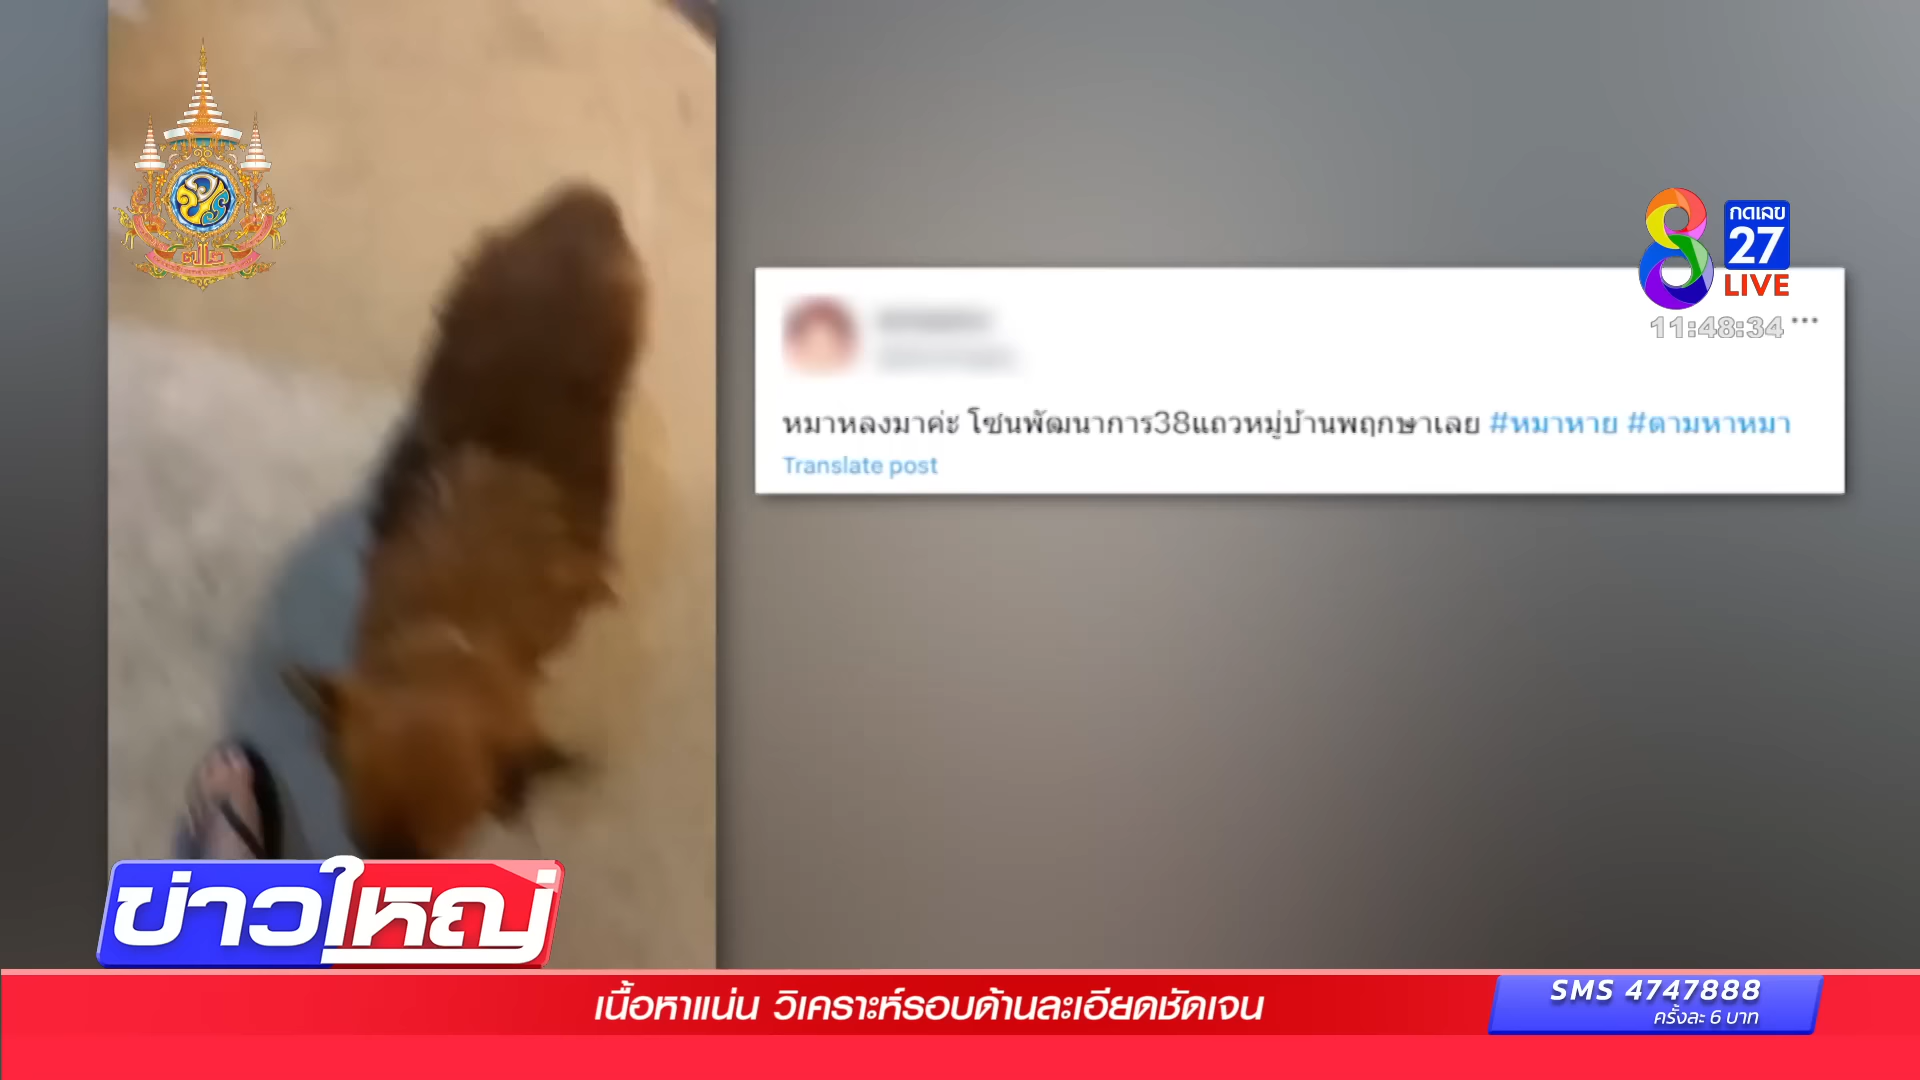 ๗๒
กดเลข
8
27
LIVE
11:48:34
หมาหลงมาค่ะ โซนพัฒนาการ38แถวหมู่บ้านพฤกษาเลย #หมาหาย #ตามหาหมา
Translate post
ข่าวใหญ่
เนื้อหาแน่น วิเคราะห์รอบด้านละเอียดชัดเจน
SMS 4747888
ครั้งละ 6 บาท